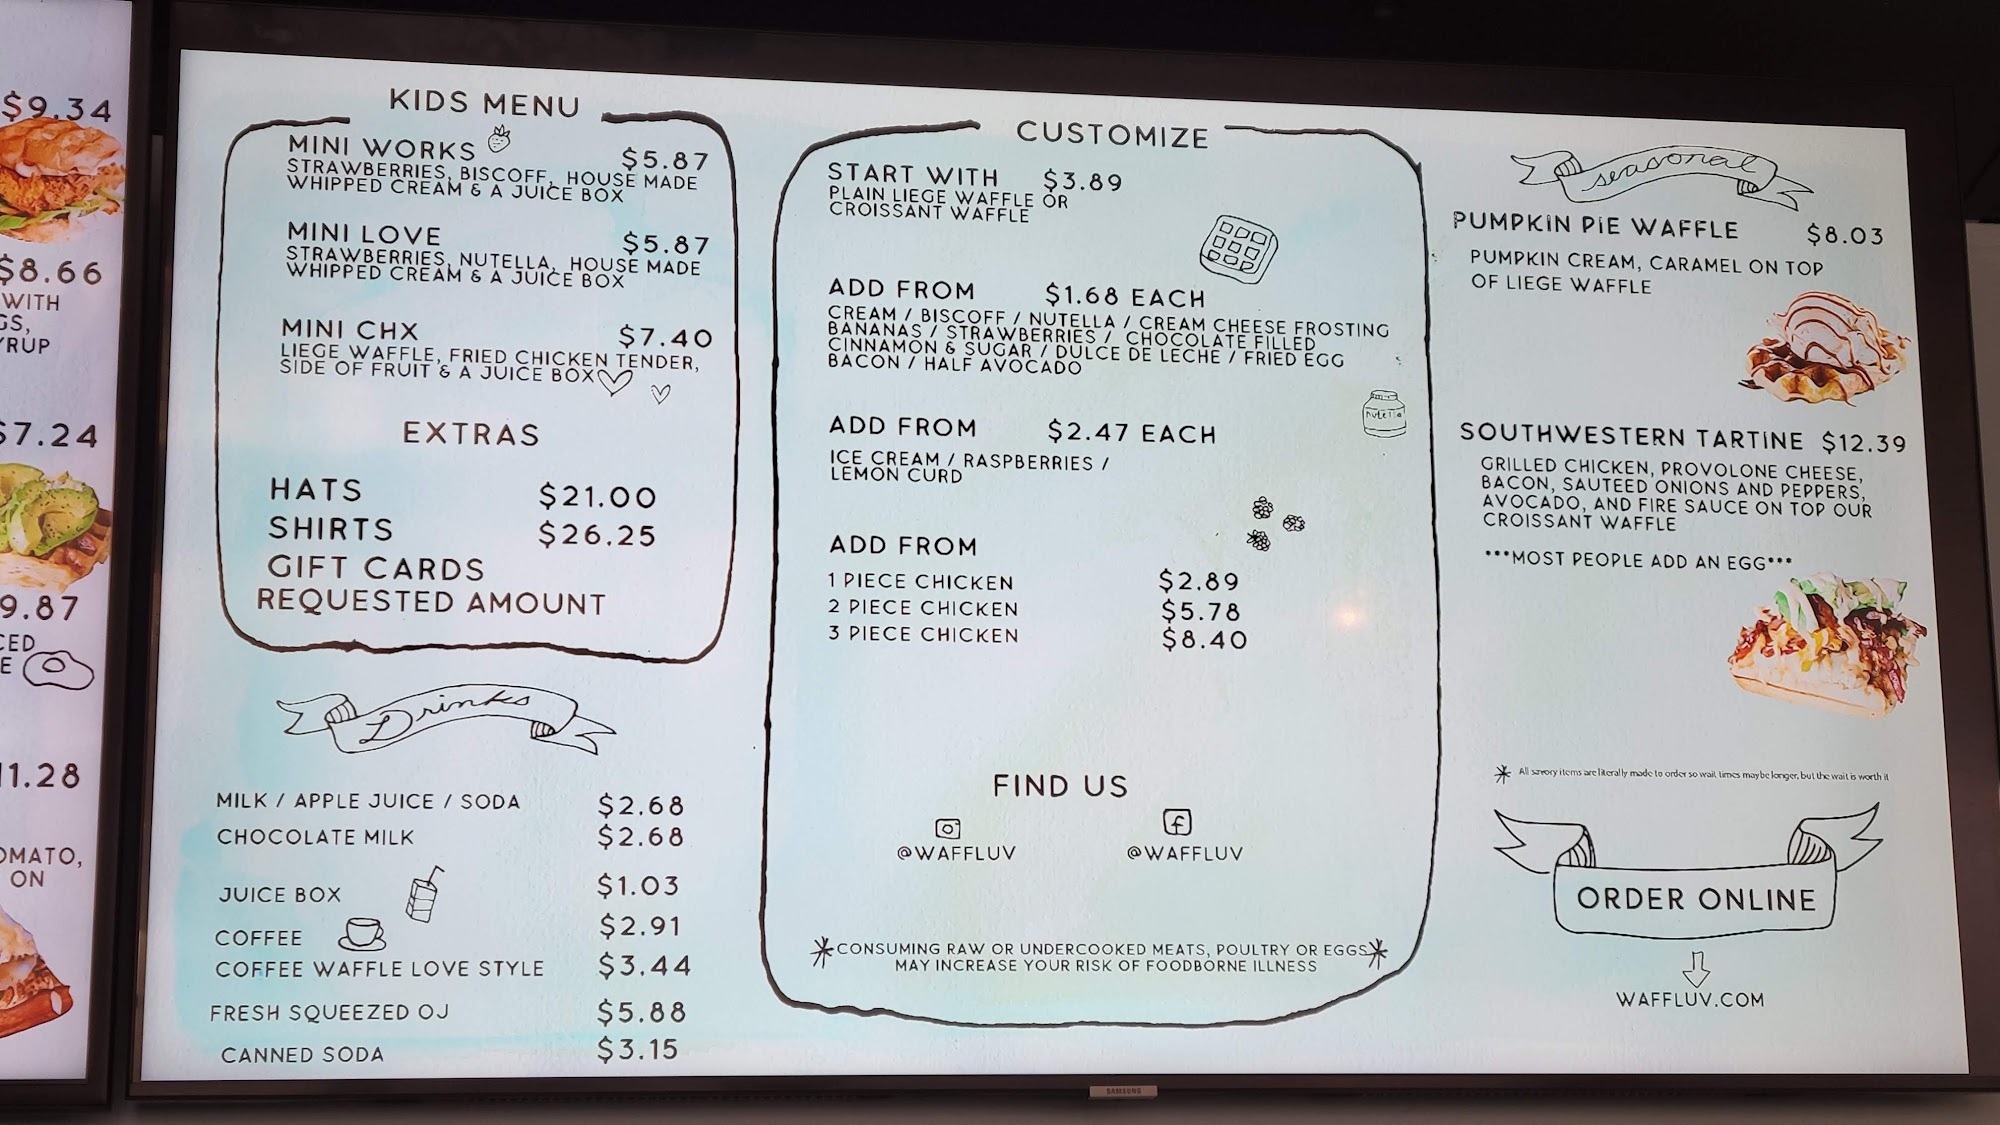 $9.34
$8.66
WITH
GS,
YRUP
$7.24
9.87
CED
E
11.28
OMATO,
ON
KIDS MENU
MINI WORKS $5.87
STRAWBERRIES, BISCOFF, HOUSE MADE
WHIPPED CREAM & A JUICE BOX
MINI LOVE $5.87
STRAWBERRIES, NUTELLA, HOUSE MADE
WHIPPED CREAM & A JUICE BOX
MINI CHX $7.40
LIEGE WAFFLE, FRIED CHICKEN TENDER,
SIDE OF FRUIT & A JUICE BOX
EXTRAS
HATS $21.00
SHIRTS $26.25
GIFT CARDS
REQUESTED AMOUNT
Drinks
MILK / APPLE JUICE / SODA $2.68
CHOCOLATE MILK $2.68
JUICE BOX $1.03
COFFEE $2.91
COFFEE WAFFLE LOVE STYLE $3.44
FRESH SQUEEZED OJ $5.88
CANNED SODA $3.15
CUSTOMIZE
START WITH $3.89
PLAIN LIEGE WAFFLE OR
CROISSANT WAFFLE
ADD FROM $1.68 EACH
CREAM / BISCOFF / NUTELLA / CREAM CHEESE FROSTING
BANANAS / STRAWBERRIES / CHOCOLATE FILLED
CINNAMON & SUGAR / DULCE DE LECHE / FRIED EGG
BACON / HALF AVOCADO
nutella
ADD FROM $2.47 EACH
ICE CREAM / RASPBERRIES /
LEMON CURD
ADD FROM
1 PIECE CHICKEN $2.89
2 PIECE CHICKEN $5.78
3 PIECE CHICKEN $8.40
FIND US
@WAFFLUV @WAFFLUV
*CONSUMING RAW OR UNDERCOOKED MEATS, POULTRY OR EGGS*
MAY INCREASE YOUR RISK OF FOODBORNE ILLNESS
seasonal
PUMPKIN PIE WAFFLE $8.03
PUMPKIN CREAM, CARAMEL ON TOP
OF LIEGE WAFFLE
SOUTHWESTERN TARTINE $12.39
GRILLED CHICKEN, PROVOLONE CHEESE,
BACON, SAUTEED ONIONS AND PEPPERS,
AVOCADO, AND FIRE SAUCE ON TOP OUR
CROISSANT WAFFLE
***MOST PEOPLE ADD AN EGG***
* All savory items are literally made to order so wait times may be longer, but the wait is worth it
ORDER ONLINE
WAFFLUV.COM
SAMSUNG